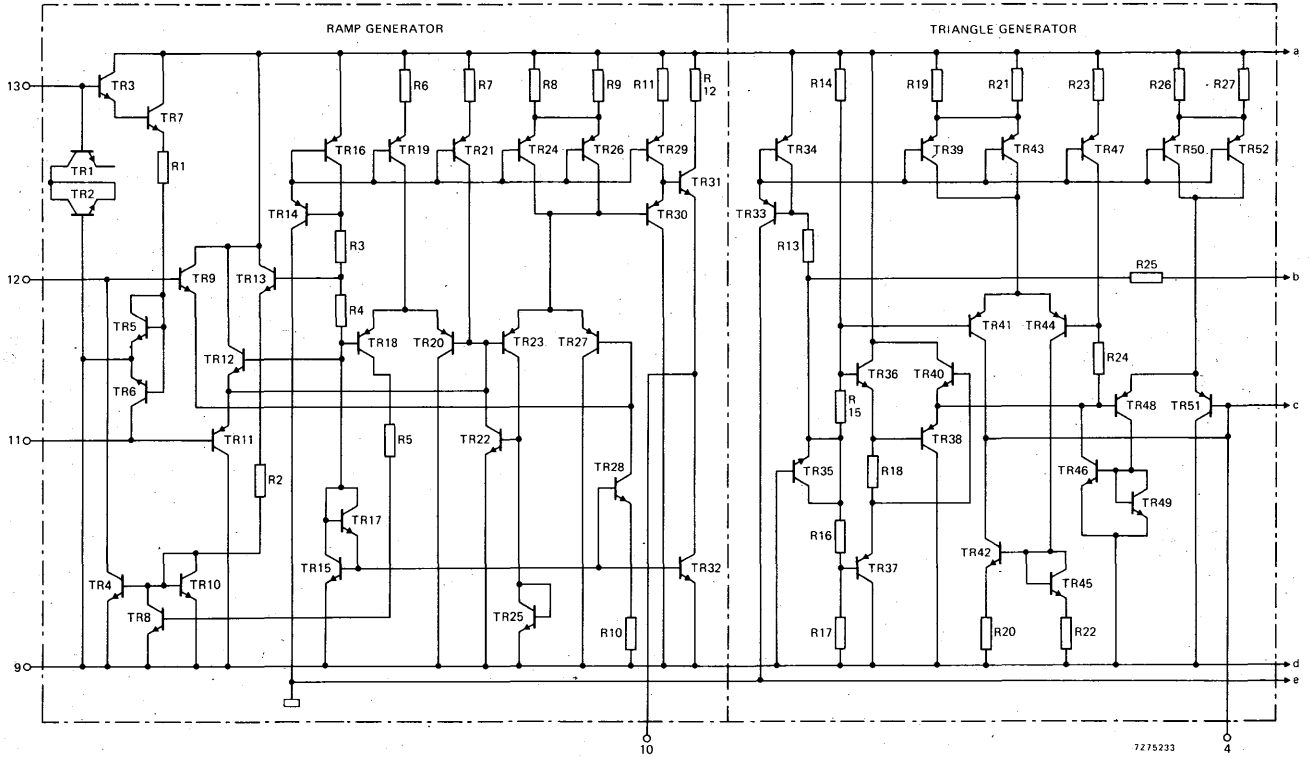 RAMP GENERATOR
TRIANGLE GENERATOR
a
13
TR3
TR7
R6
R7
R8
R9
R11
R
12
R14
R19
R21
R23
R26
R27
TR1
TR2
R1
TR16
TR19
TR21
TR24
TR26
TR29
TR31
TR34
TR39
TR43
TR47
TR50
TR52
TR14
R3
TR30
TR33
R13
12
TR9
TR13
R4
R25
b
TR5
TR12
TR18
TR20
TR23
TR27
TR41
TR44
R24
TR6
TR36
TR40
R
15
TR48
TR51
c
11
TR11
R5
TR22
TR38
R2
TR28
TR35
R18
TR46
TR49
TR17
R16
TR4
TR10
TR15
TR32
TR37
TR42
TR45
TR8
TR25
R10
R17
R20
R22
9
d
e
10
7Z75233
4